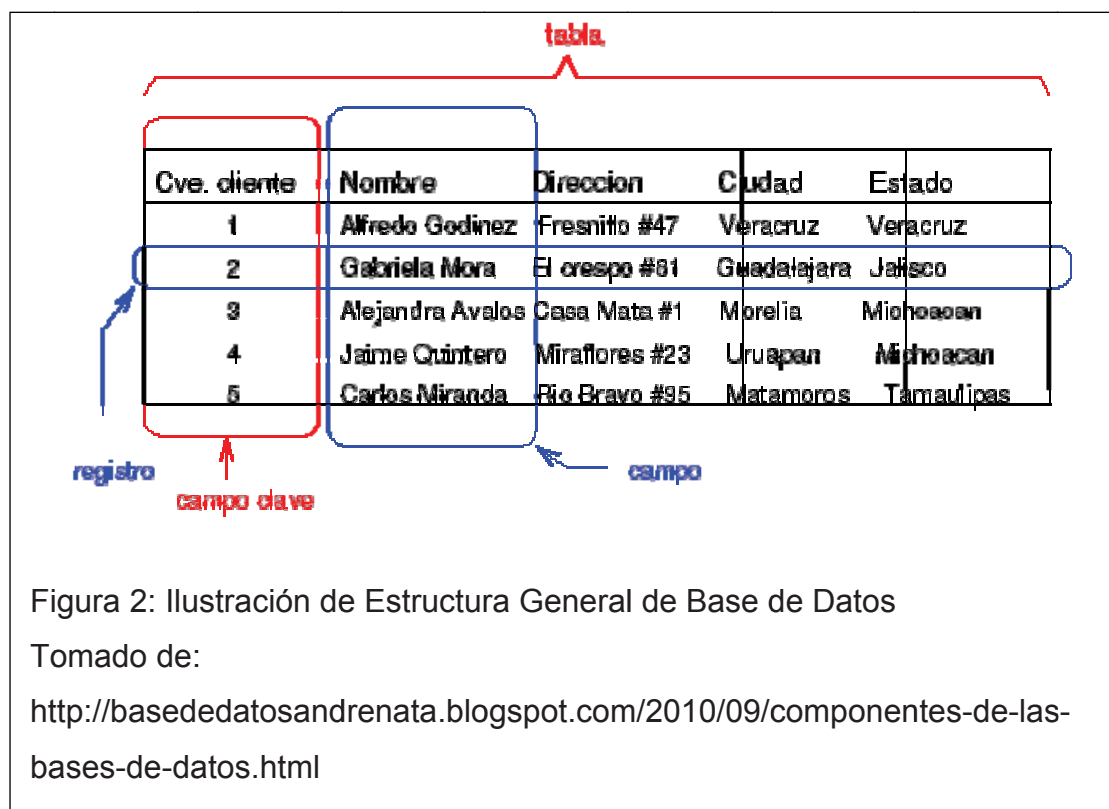 tabla
Cve. cliente Nombre Direccion Ciudad Estado
1 Alfredo Godinez Fresnillo #47 Veracruz Veracruz
2 Gabriela Mora El crespo #81 Guadalajara Jalisco
3 Alejandra Avalos Casa Mata #1 Morelia Michoacan
4 Jaime Quintero Miraflores #23 Uruapan Michoacan
5 Carlos Miranda Rio Bravo #95 Matamoros Tamaulipas
registro campo
campo clave
Figura 2: Ilustración de Estructura General de Base de Datos
Tomado de:
http://basededatosandrenata.blogspot.com/2010/09/componentes-de-las-
bases-de-datos.html